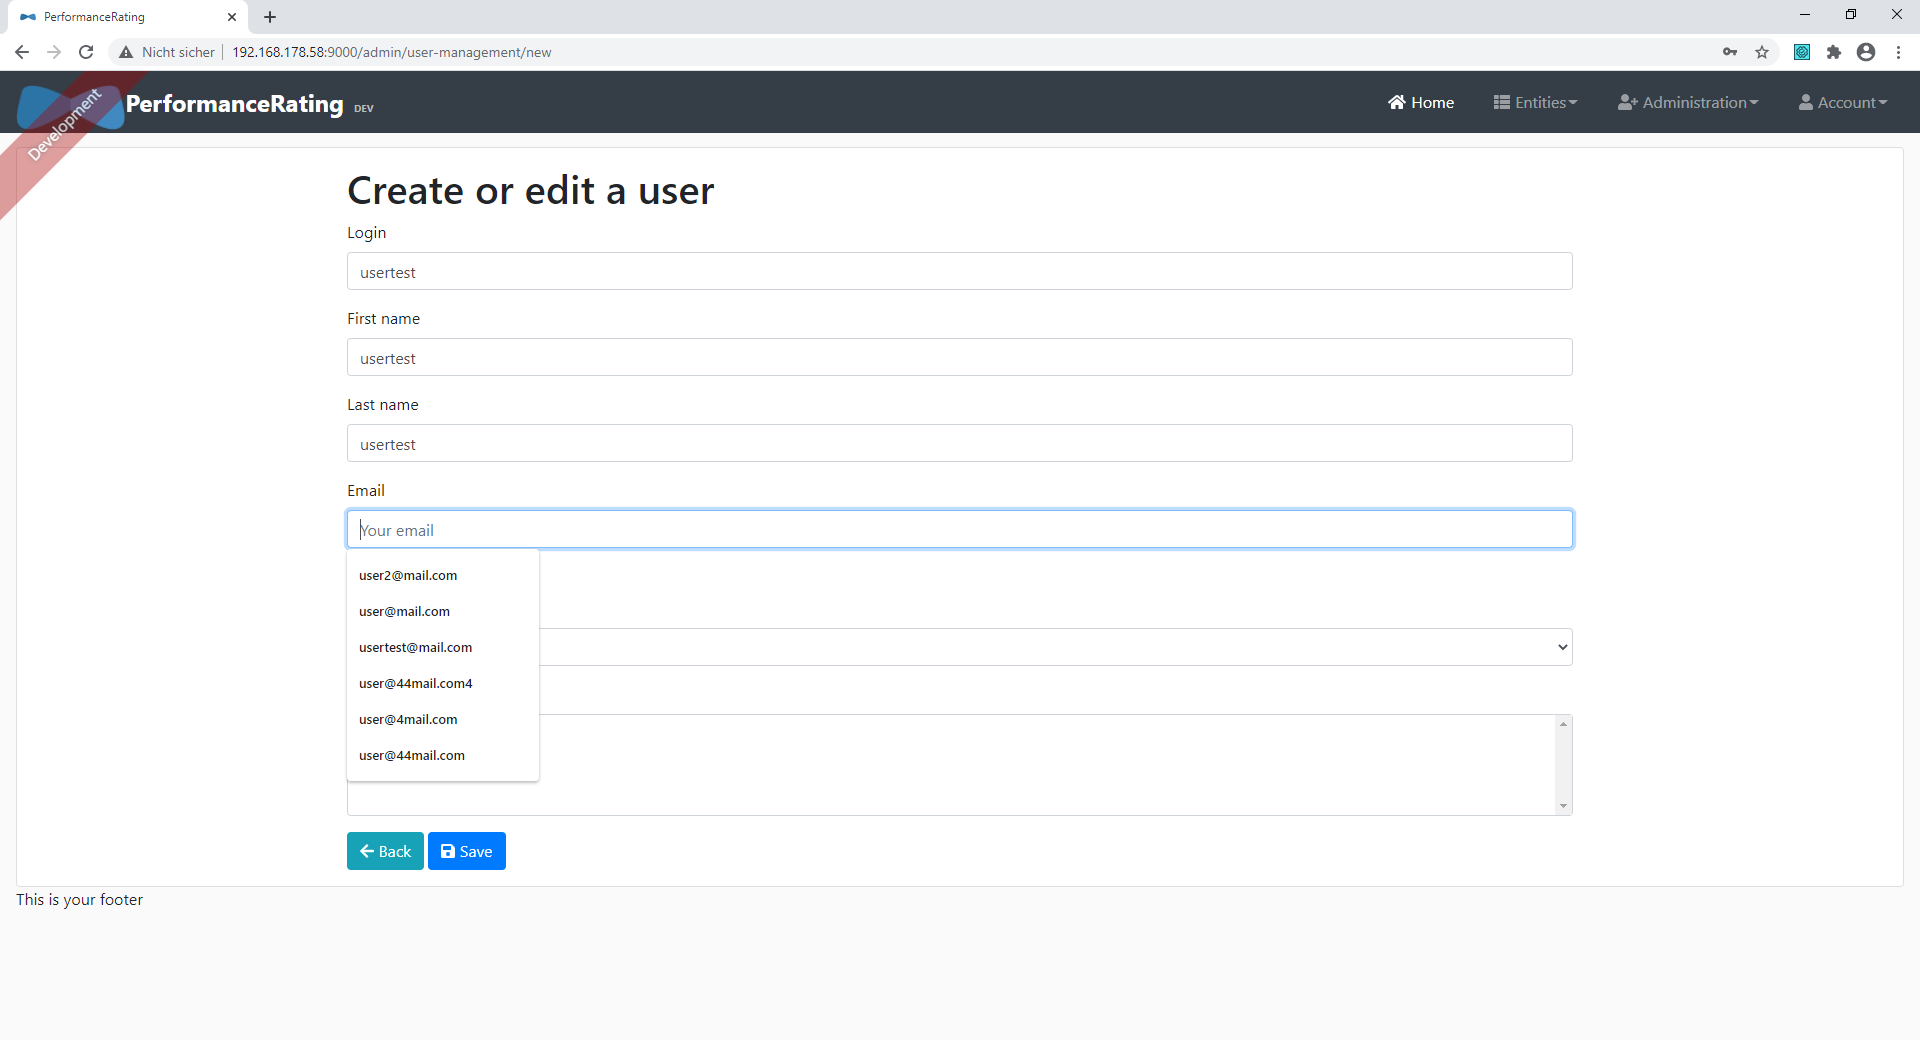 PerformanceRating
Nicht sicher 192.168.178.58:9000/admin/user-management/new
Development
PerformanceRating DEV
Home Entities Administration Account
Create or edit a user
Login
usertest
First name
usertest
Last name
usertest
Email
Your email
user2@mail.com
user@mail.com
usertest@mail.com
user@44mail.com4
user@4mail.com
user@44mail.com
Back Save
This is your footer